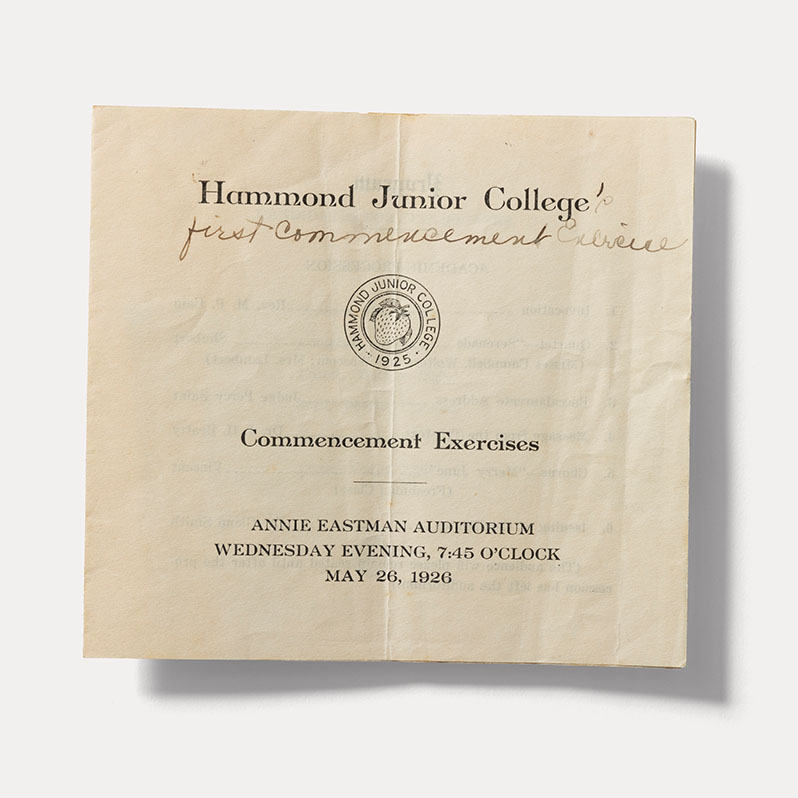 Hammond Junior College's
first Commencement Exercise
HAMMOND JUNIOR COLLEGE
1925
Commencement Exercises
ANNIE EASTMAN AUDITORIUM
WEDNESDAY EVENING, 7:45 O'CLOCK
MAY 26, 1926